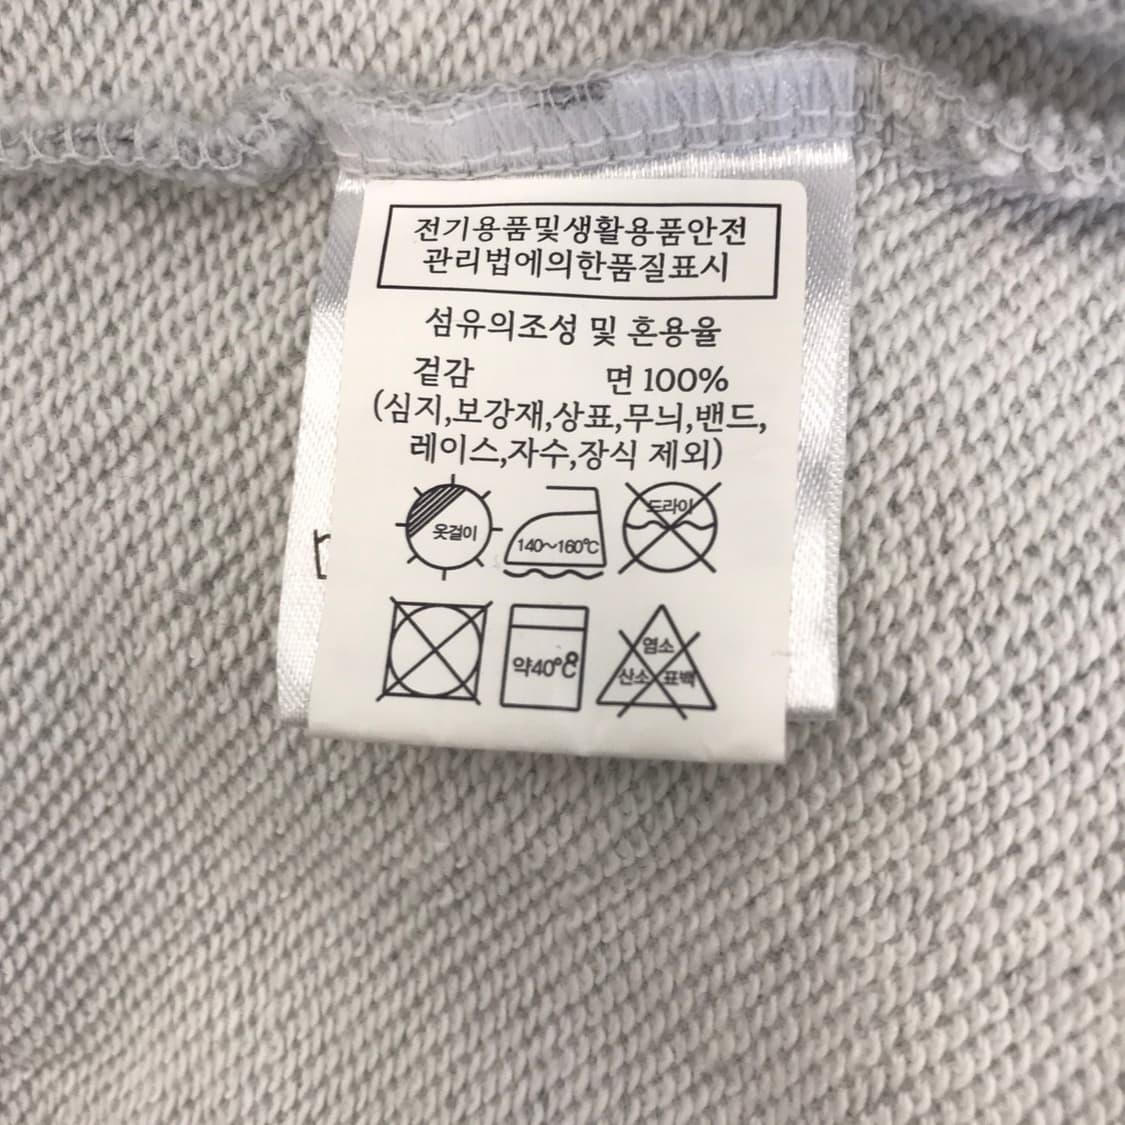 전기용품및생활용품안전
관리법에의한품질표시
섬유의조성 및 혼용율
겉감 면 100%
(심지,보강재,상표,무늬,밴드,
레이스,자수,장식 제외)
옷걸이
140~160℃
드라이
약40℃
염소
산소 표백